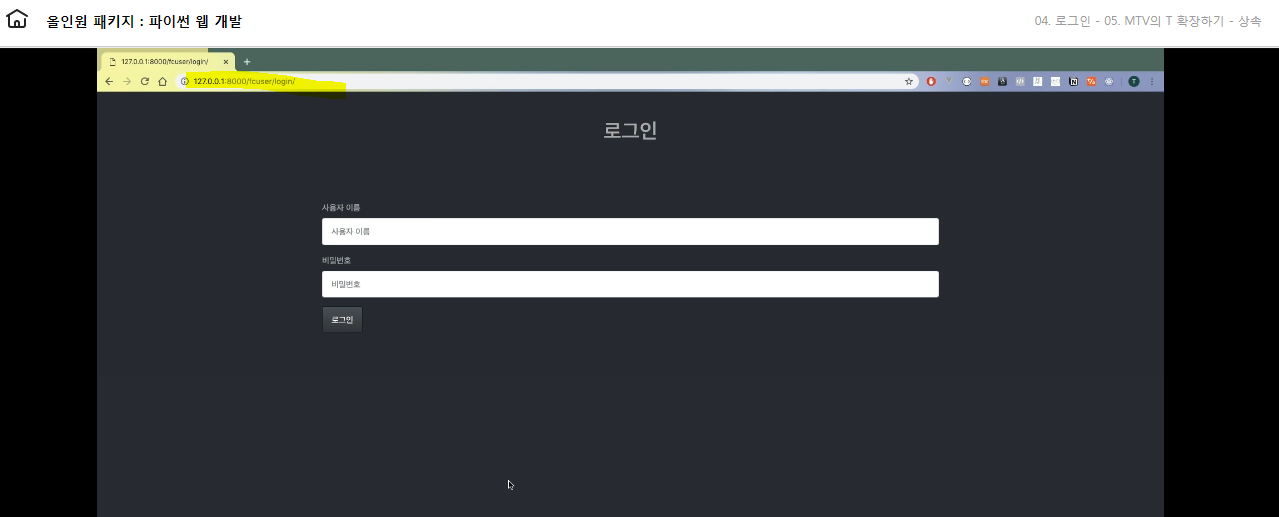 올인원 패키지 : 파이썬 웹 개발
04. 로그인 - 05. MTV의 T 확장하기 - 상속
127.0.0.1:8000/fcuser/login/
127.0.0.1:8000/fcuser/login/
로그인
사용자 이름
사용자 이름
비밀번호
비밀번호
로그인